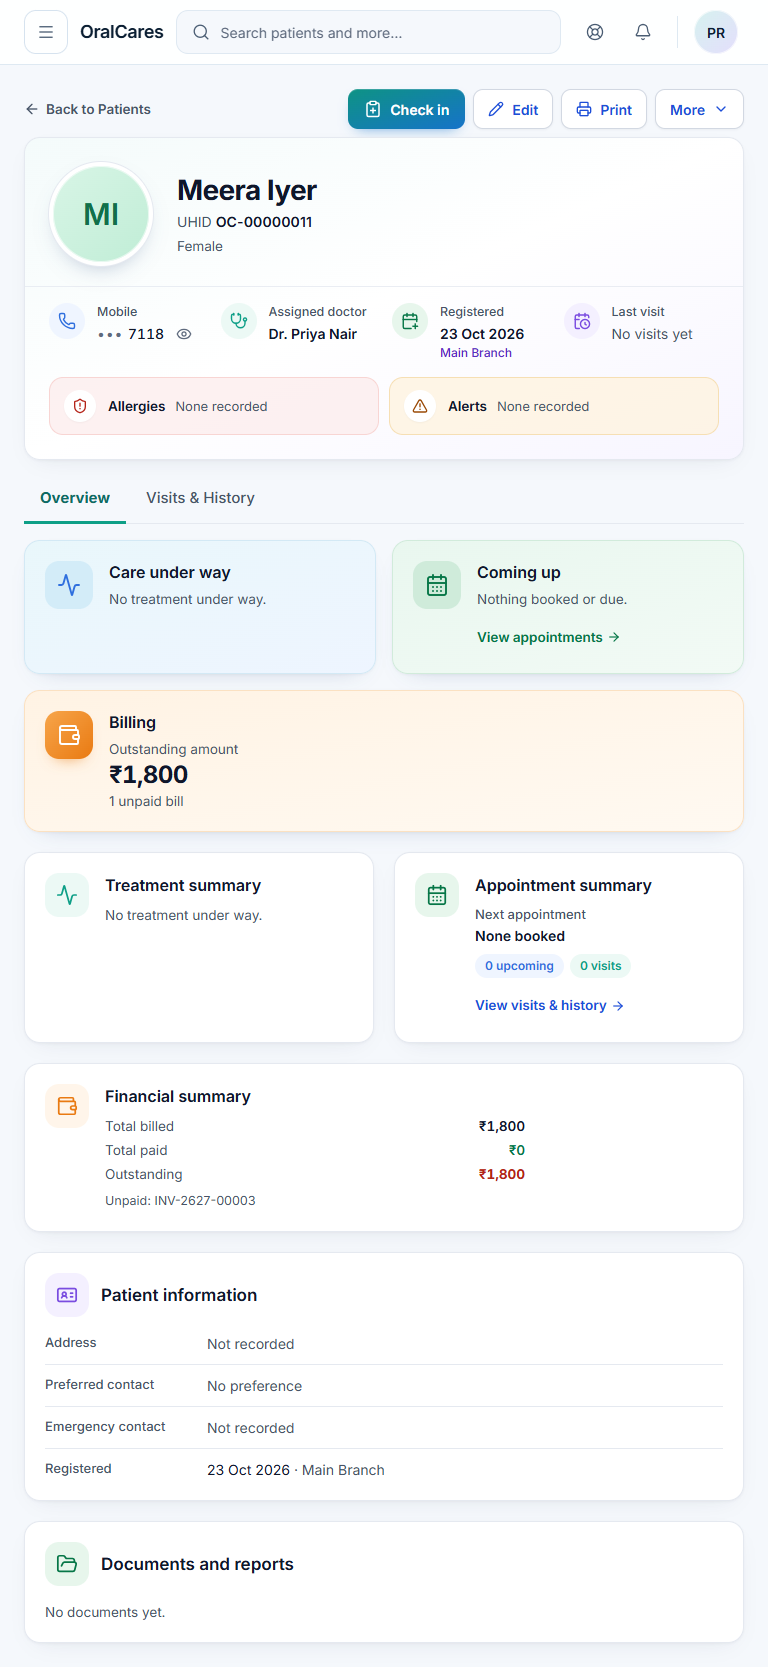 OralCares
Search patients and more...
PR
Back to Patients
Check in
Edit
Print
More
MI
Meera Iyer
UHID OC-00000011
Female
Mobile
••• 7118
Assigned doctor
Dr. Priya Nair
Registered
23 Oct 2026
Main Branch
Last visit
No visits yet
Allergies None recorded
Alerts None recorded
Overview
Visits & History
Care under way
No treatment under way.
Coming up
Nothing booked or due.
View appointments →
Billing
Outstanding amount
₹1,800
1 unpaid bill
Treatment summary
No treatment under way.
Appointment summary
Next appointment
None booked
0 upcoming
0 visits
View visits & history →
Financial summary
Total billed ₹1,800
Total paid ₹0
Outstanding ₹1,800
Unpaid: INV-2627-00003
Patient information
Address Not recorded
Preferred contact No preference
Emergency contact Not recorded
Registered 23 Oct 2026 · Main Branch
Documents and reports
No documents yet.